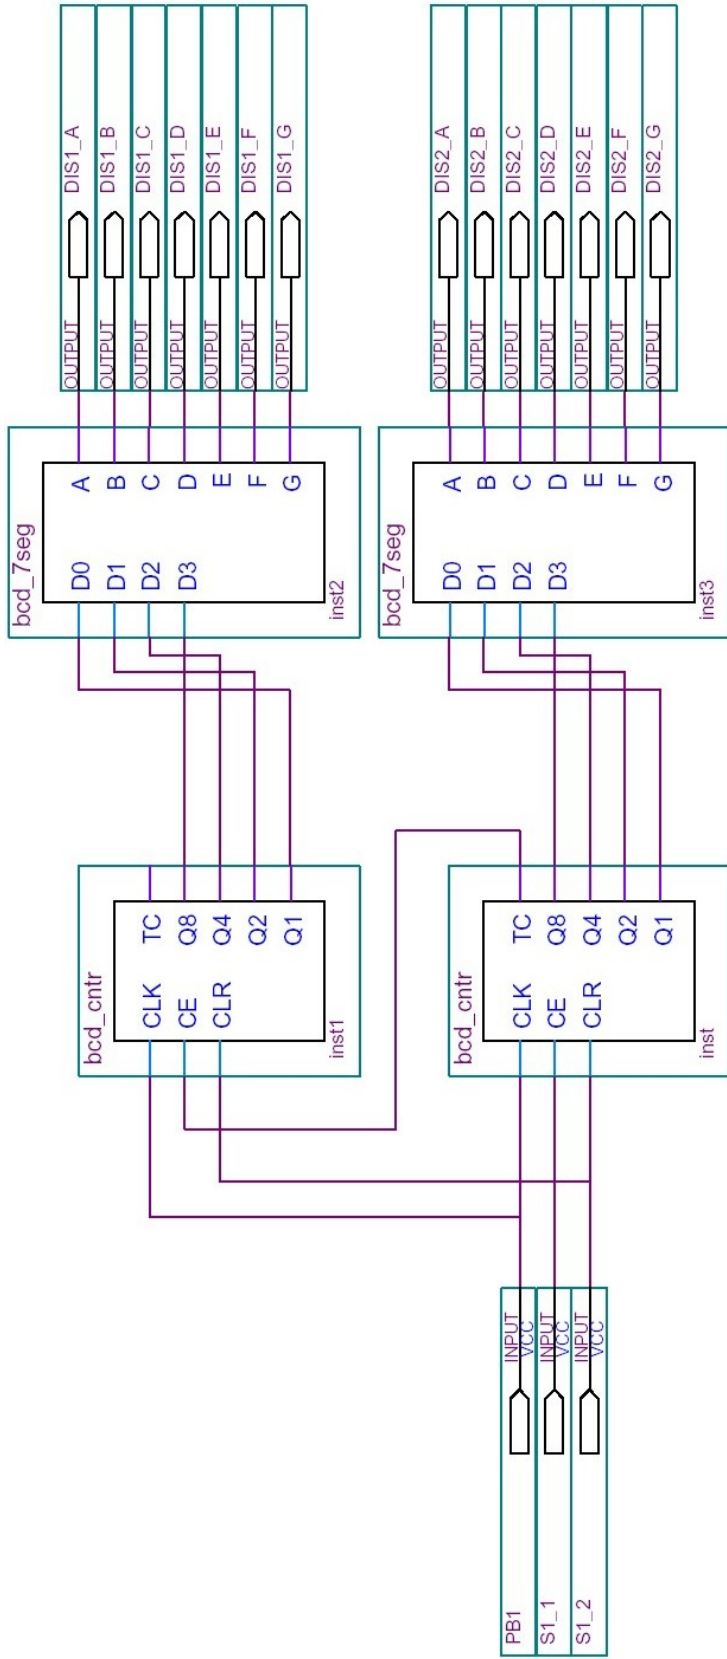 bcd_cntr
CLK
CE
CLR
TC
Q8
Q4
Q2
Q1
inst1
bcd_7seg
D0
D1
D2
D3
A
B
C
D
E
F
G
inst2
OUTPUT DIS1_A
OUTPUT DIS1_B
OUTPUT DIS1_C
OUTPUT DIS1_D
OUTPUT DIS1_E
OUTPUT DIS1_F
OUTPUT DIS1_G
PB1 INPUT
VCC
S1_1 INPUT
VCC
S1_2 INPUT
VCC
bcd_cntr
CLK
CE
CLR
TC
Q8
Q4
Q2
Q1
inst
bcd_7seg
D0
D1
D2
D3
A
B
C
D
E
F
G
inst3
OUTPUT DIS2_A
OUTPUT DIS2_B
OUTPUT DIS2_C
OUTPUT DIS2_D
OUTPUT DIS2_E
OUTPUT DIS2_F
OUTPUT DIS2_G